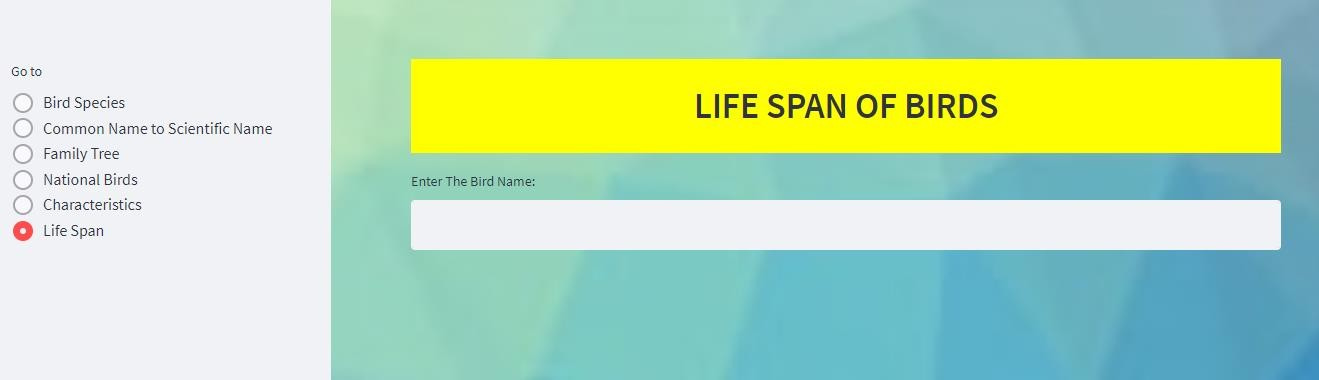 Go to
Bird Species
Common Name to Scientific Name
Family Tree
National Birds
Characteristics
Life Span
LIFE SPAN OF BIRDS
Enter The Bird Name: